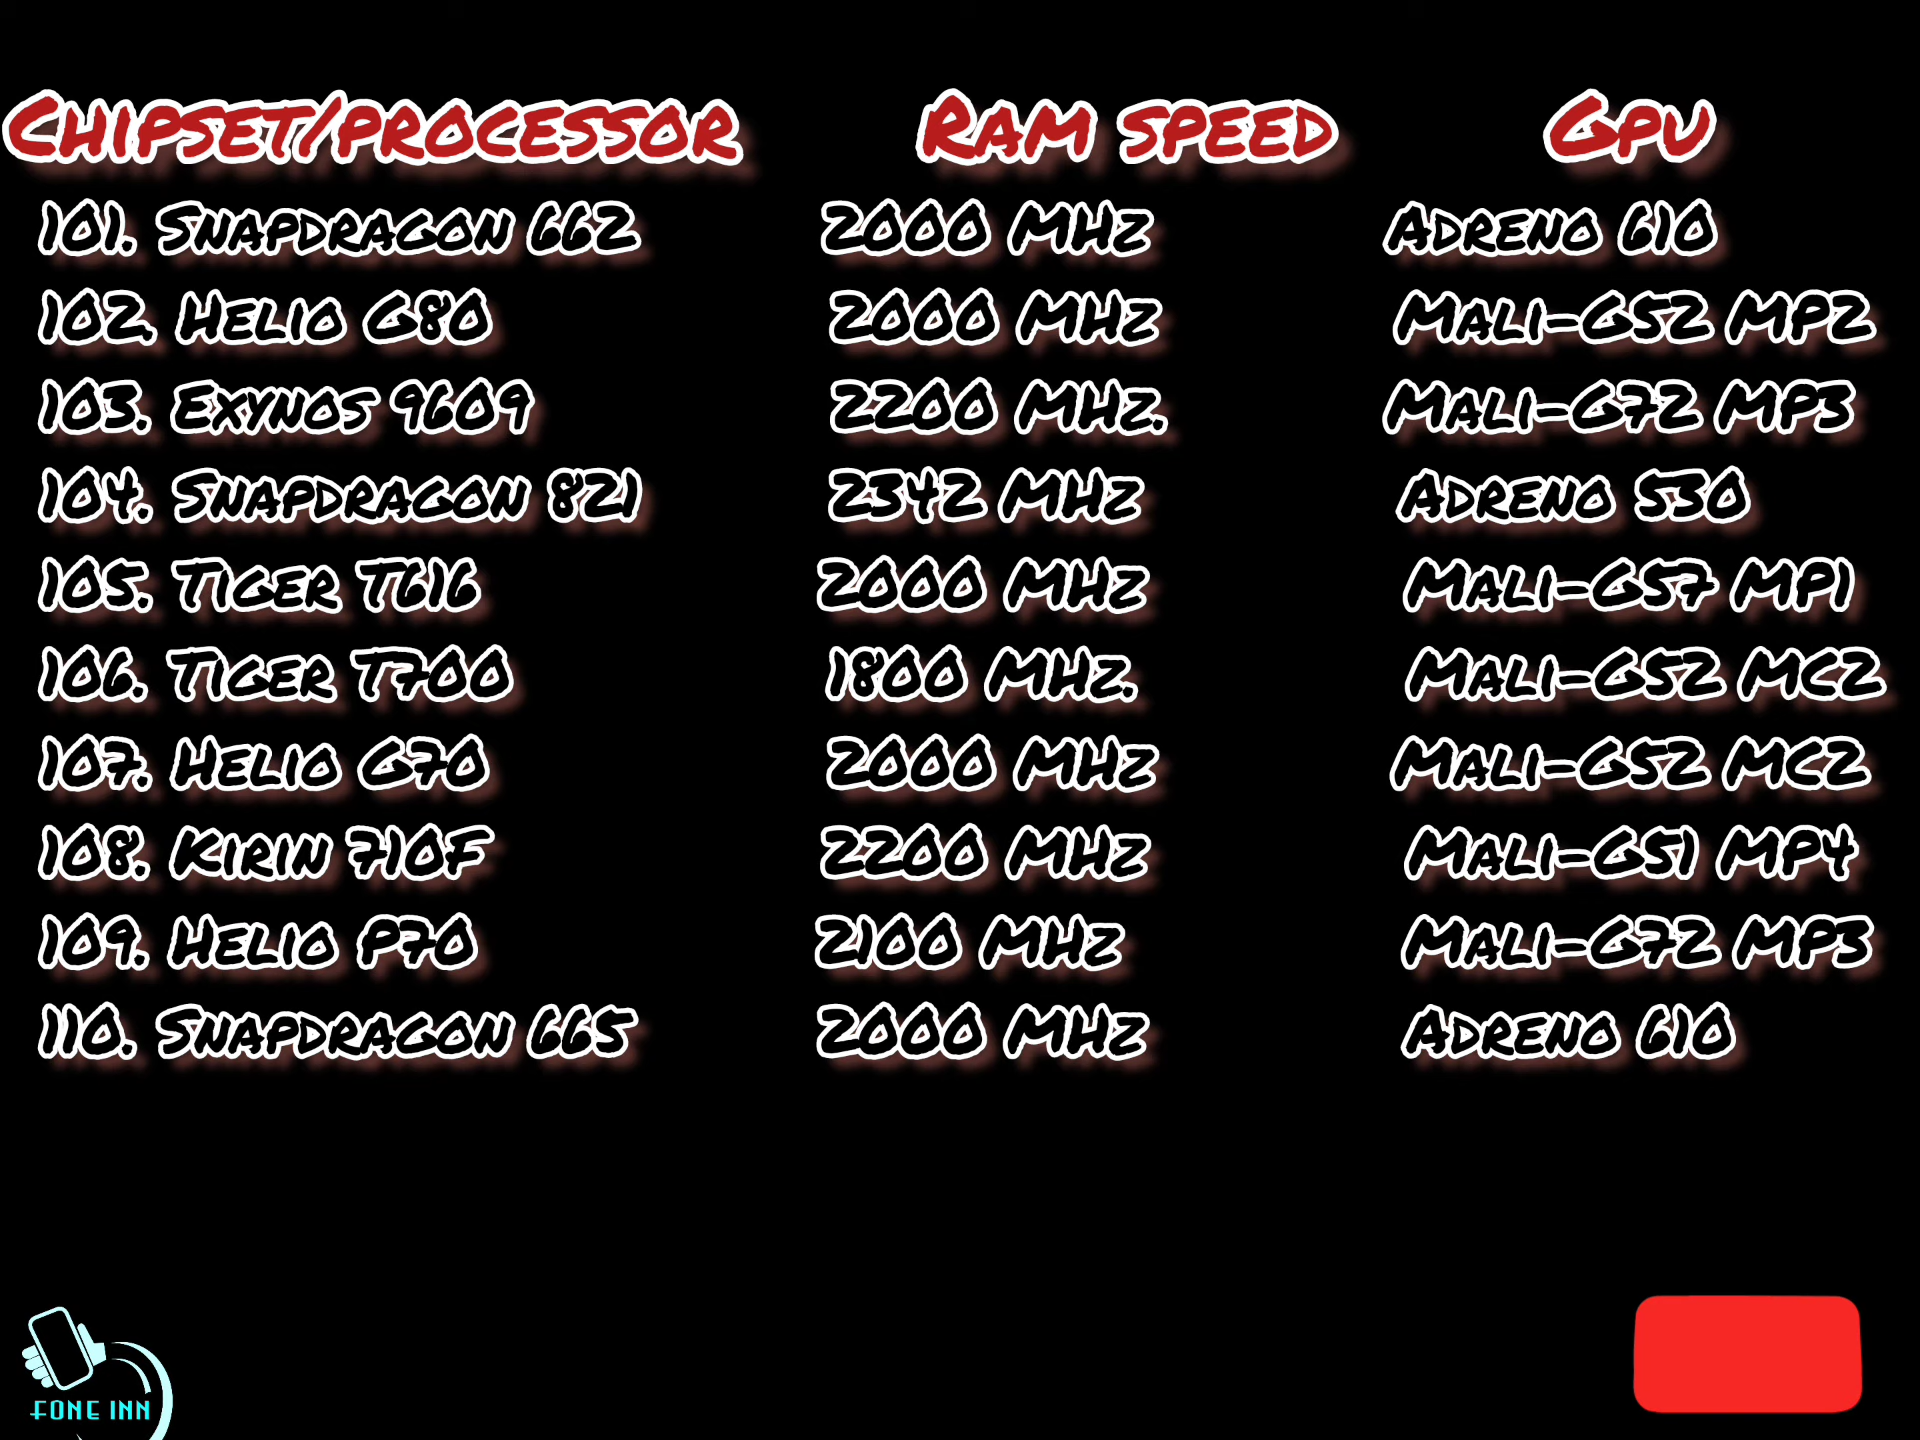 Chipset/processor Ram speed Gpu
101. Snapdragon 662 2000 MHz Adreno 610
102. Helio G80 2000 MHz Mali-G52 MP2
103. Exynos 9609 2200 MHz. Mali-G72 MP3
104. Snapdragon 821 2342 MHz Adreno 530
105. Tiger T616 2000 MHz Mali-G57 MP1
106. Tiger T700 1800 MHz. Mali-G52 MC2
107. Helio G70 2000 MHz Mali-G52 MC2
108. Kirin 710F 2200 MHz Mali-G51 MP4
109. Helio P70 2100 MHz Mali-G72 MP3
110. Snapdragon 665 2000 MHz Adreno 610
FONE INN